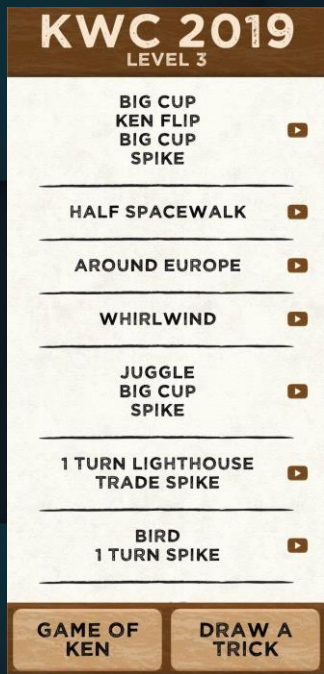 KWC 2019
LEVEL 3
BIG CUP
KEN FLIP
BIG CUP
SPIKE
HALF SPACEWALK
AROUND EUROPE
WHIRLWIND
JUGGLE
BIG CUP
SPIKE
1 TURN LIGHTHOUSE
TRADE SPIKE
BIRD
1 TURN SPIKE
GAME OF
KEN
DRAW A
TRICK